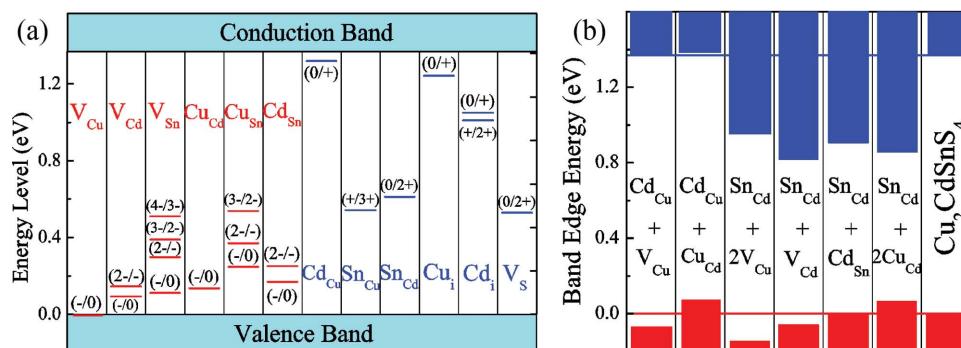 (a)
Conduction Band
Energy Level (eV)
1.2
0.8
0.4
0.0
V_Cu
V_Cd
V_Sn
Cu_Cd
Cu_Sn
Cd_Sn
(-/0)
(2-/-)
(-/0)
(4-/3-)
(3-/2-)
(2-/-)
(-/0)
(-/0)
(3-/2-)
(2-/-)
(-/0)
(2-/-)
(-/0)
(0/+)
Cd_Cu
(+/3+)
Sn_Cu
(0/2+)
Sn_Cd
(0/+)
Cu_i
(0/+)
(+/2+)
Cd_i
(0/2+)
V_S
Valence Band
(b)
Band Edge Energy (eV)
1.2
0.8
0.4
0.0
Cd_Cu
+
V_Cu
Cd_Cu
+
Cu_Cd
Sn_Cd
+
2V_Cu
Sn_Cd
+
V_Cd
Sn_Cd
+
Cd_Sn
Sn_Cd
+
2Cu_Cd
Cu₂CdSnS₄